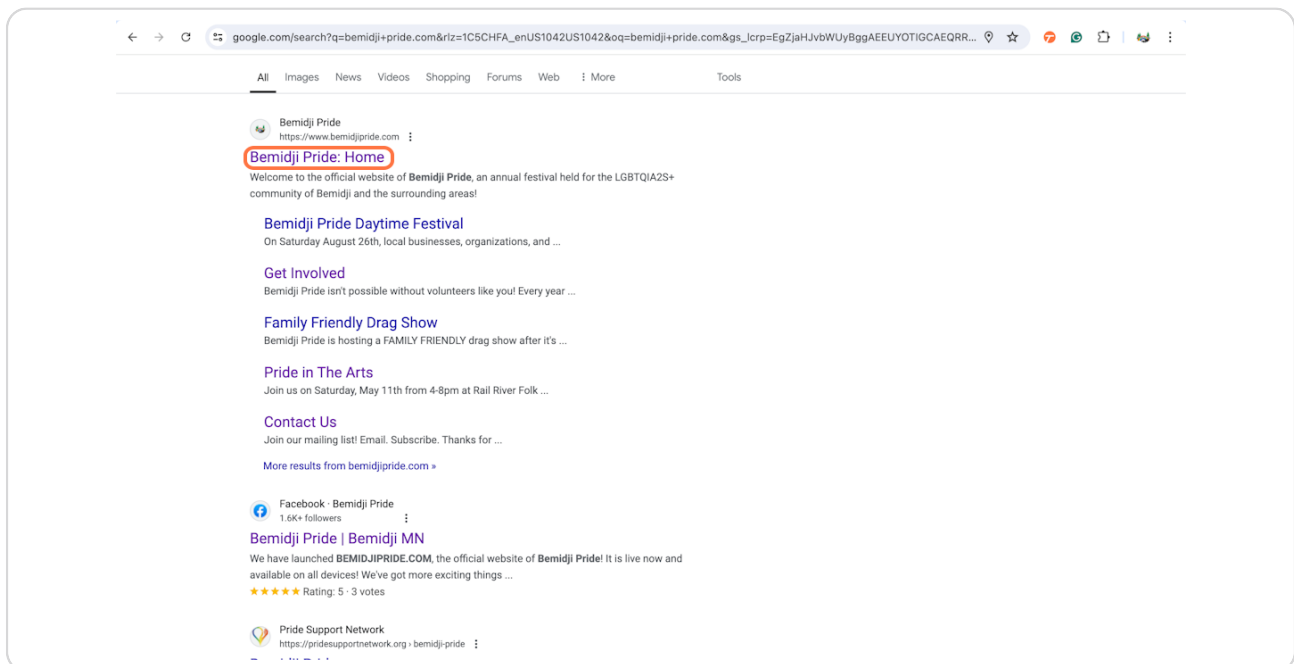 google.com/search?q=bemidji+pride.com&rlz=1C5CHFA_enUS1042US1042&oq=bemidji+pride.com&gs_lcrp=EgZjaHJvbWUyBggAEEUYOTIGCAEQRR...
All Images News Videos Shopping Forums Web More Tools
Bemidji Pride
https://www.bemidjipride.com
Bemidji Pride: Home
Welcome to the official website of Bemidji Pride, an annual festival held for the LGBTQIA2S+
community of Bemidji and the surrounding areas!
Bemidji Pride Daytime Festival
On Saturday August 26th, local businesses, organizations, and ...
Get Involved
Bemidji Pride isn't possible without volunteers like you! Every year ...
Family Friendly Drag Show
Bemidji Pride is hosting a FAMILY FRIENDLY drag show after it's ...
Pride in The Arts
Join us on Saturday, May 11th from 4-8pm at Rail River Folk ...
Contact Us
Join our mailing list! Email. Subscribe. Thanks for ...
More results from bemidjipride.com »
Facebook · Bemidji Pride
1.6K+ followers
Bemidji Pride | Bemidji MN
We have launched BEMIDJIPRIDE.COM, the official website of Bemidji Pride! It is live now and
available on all devices! We've got more exciting things ...
Rating: 5 · 3 votes
Pride Support Network
https://pridesupportnetwork.org › bemidji-pride